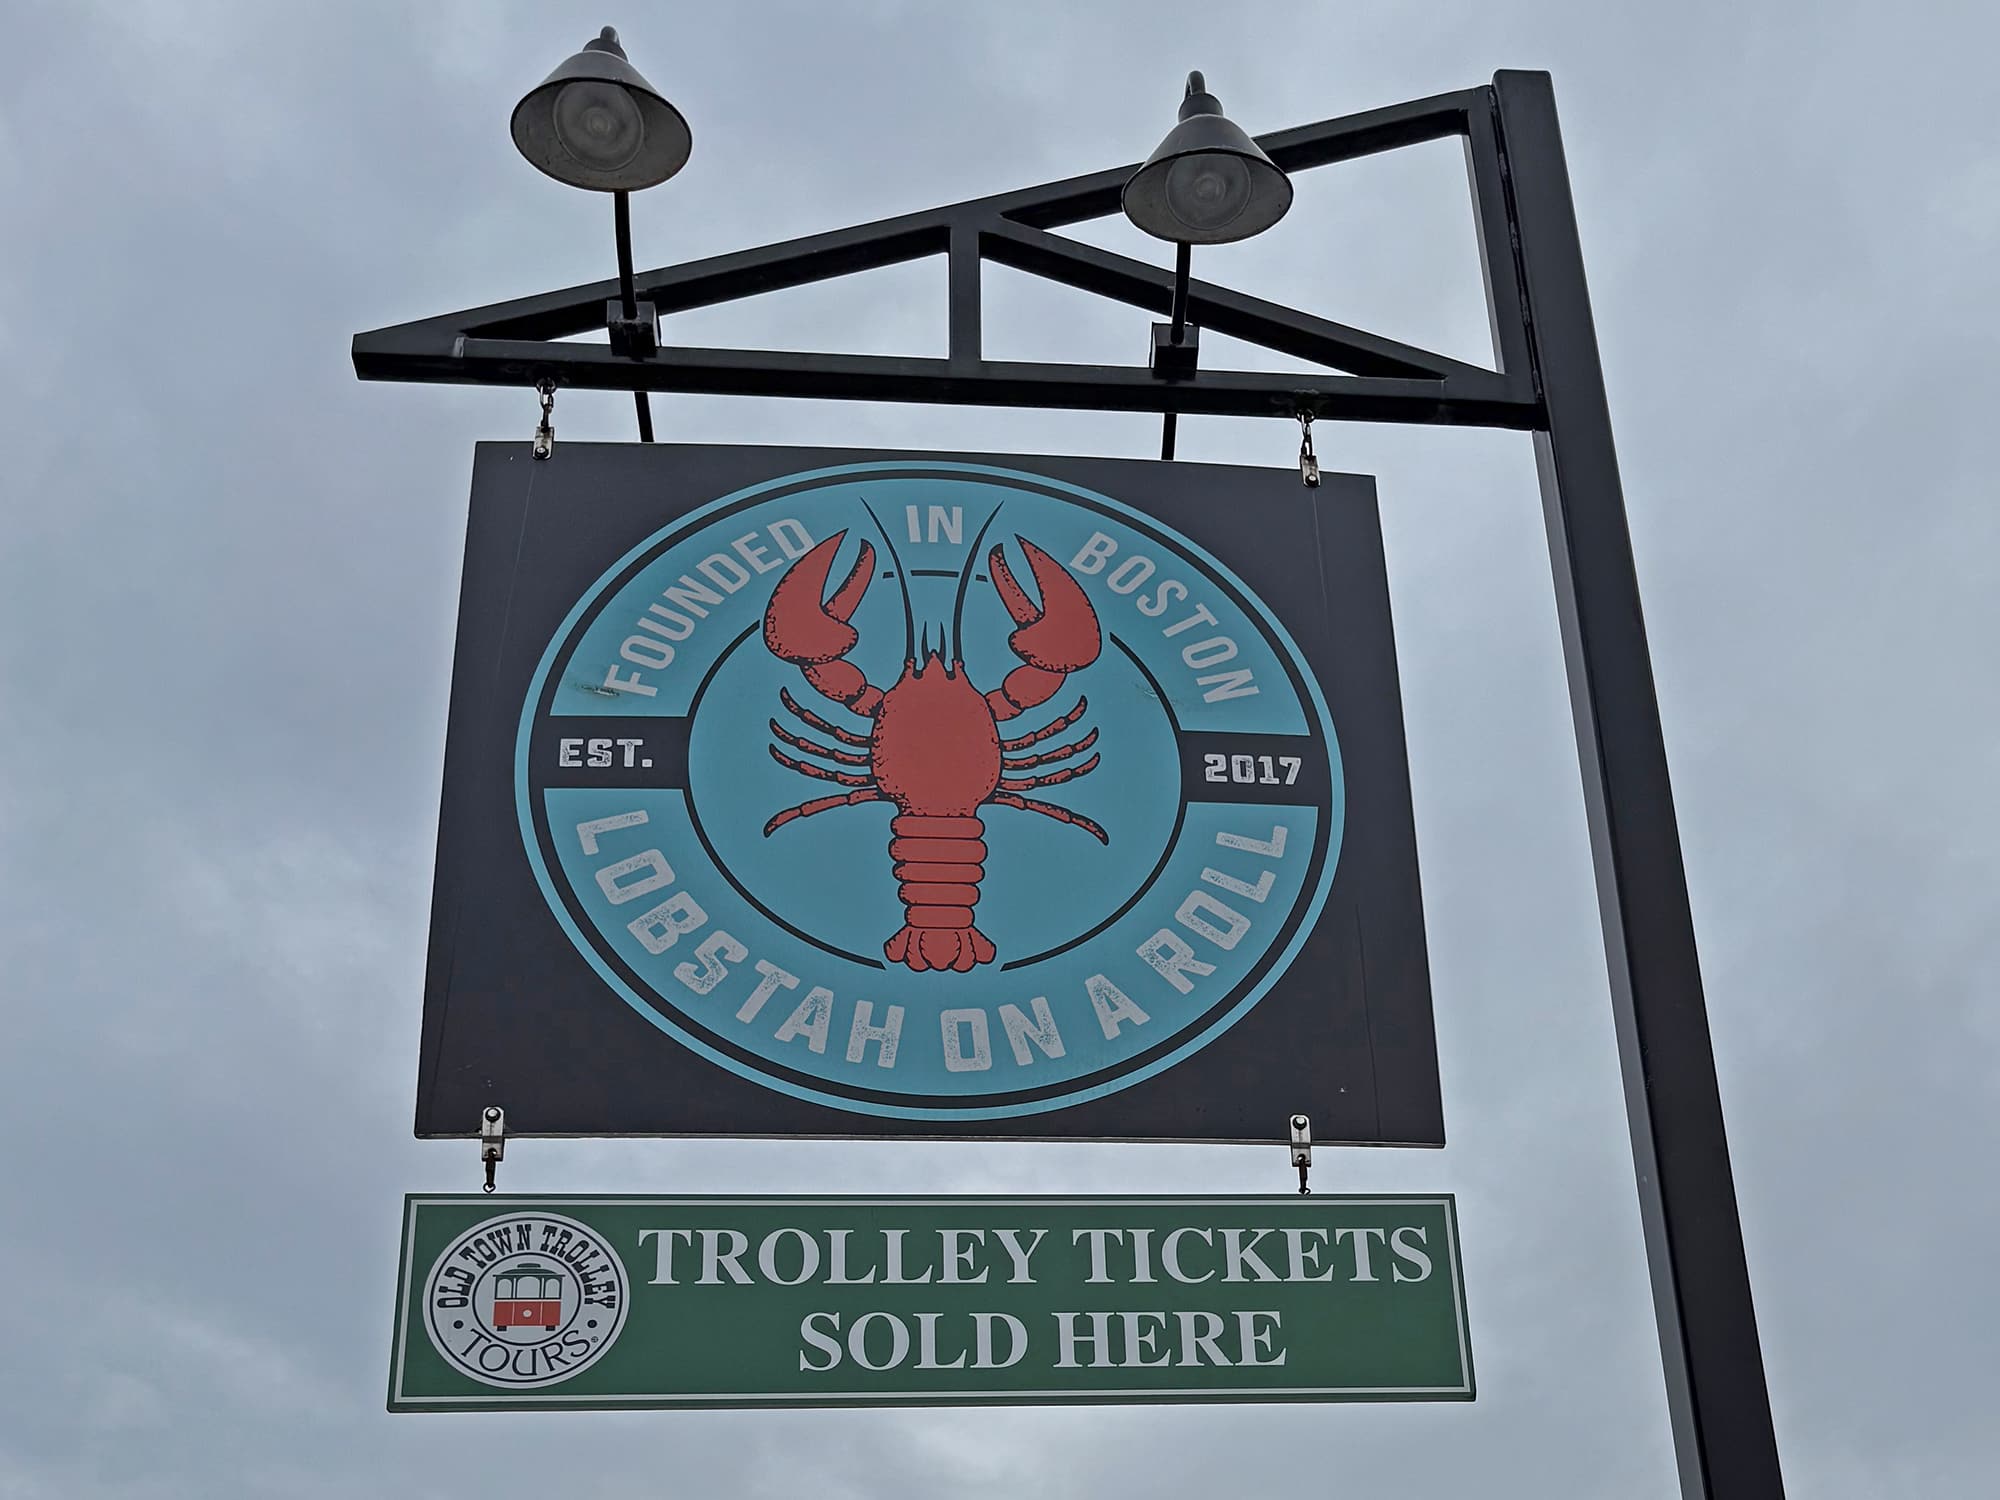 FOUNDED IN BOSTON
EST. 2017
LOBSTAH ON A ROLL
OLD TOWN TROLLEY
TOURS®
TROLLEY TICKETS
SOLD HERE